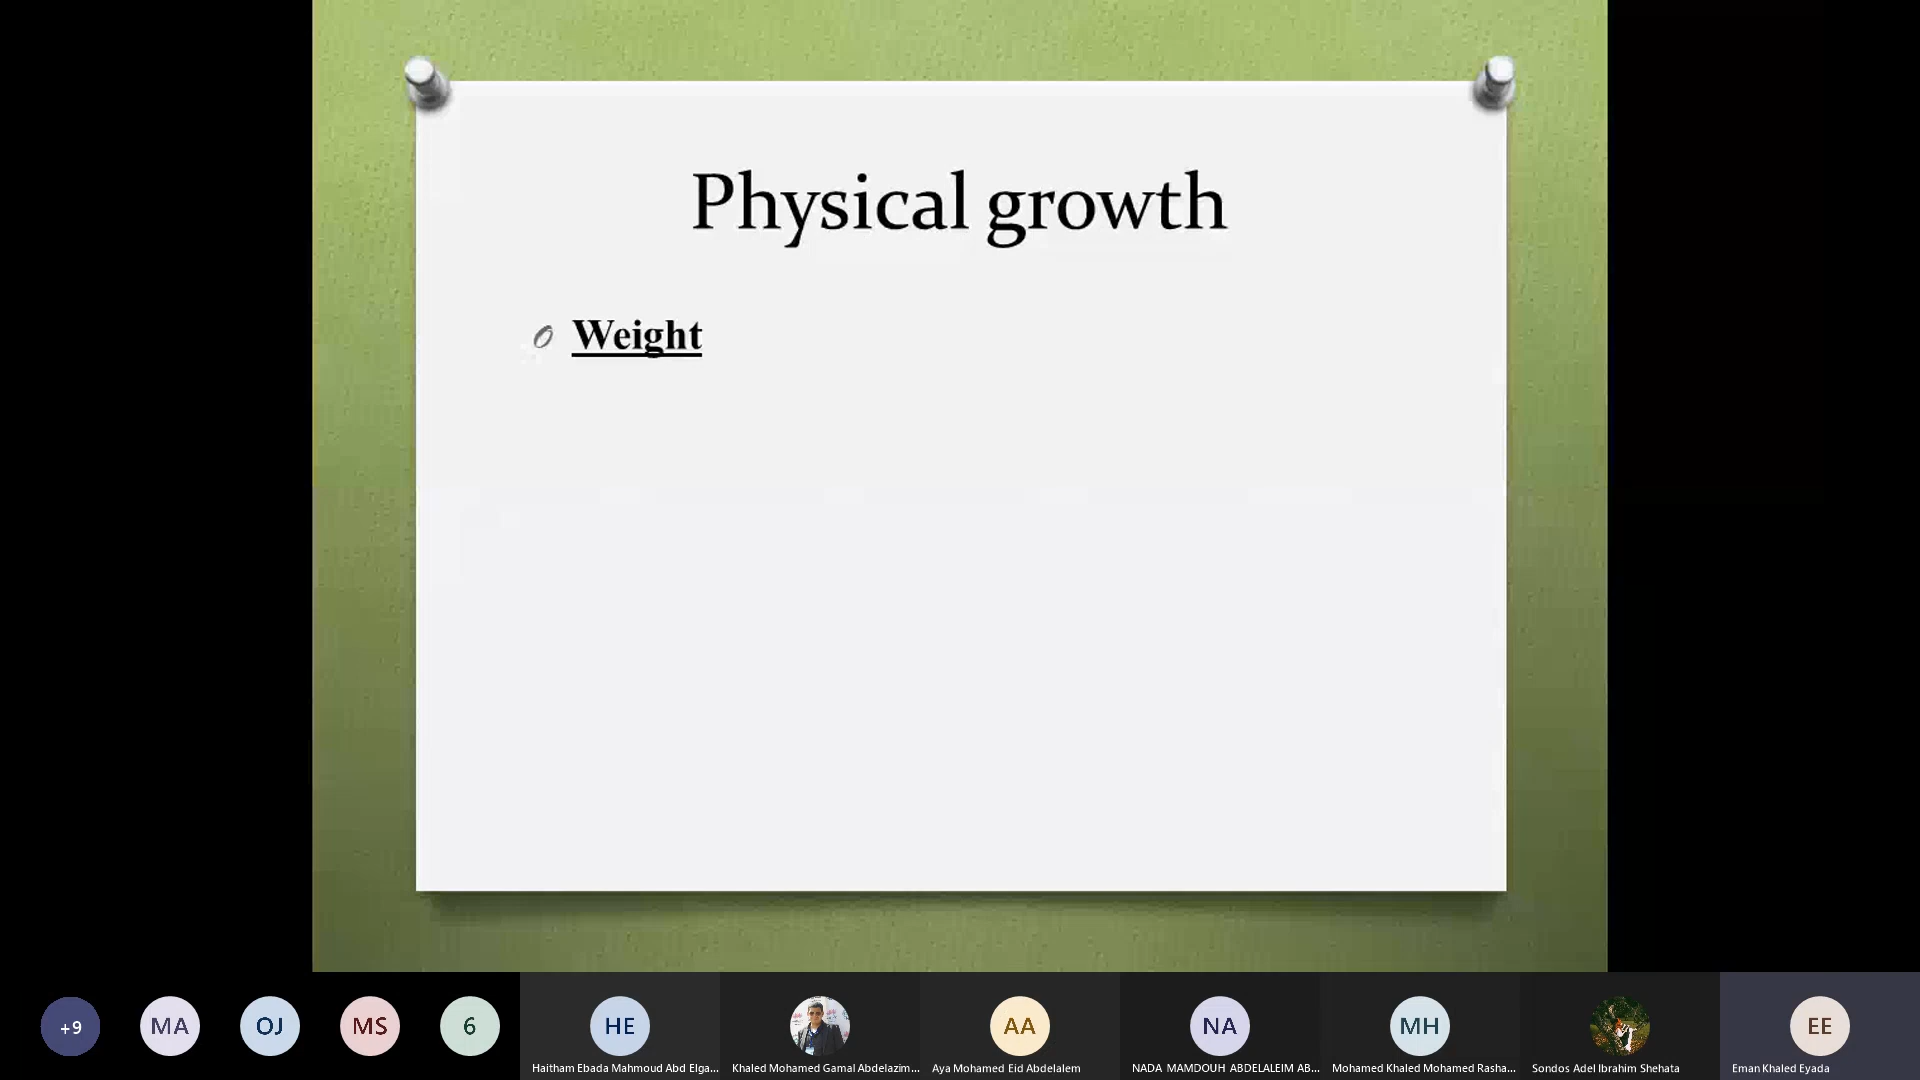 Physical growth
Weight
+9
MA
OJ
MS
6
HE
AA
NA
MH
EE
Haitham Ebada Mahmoud Abd Elga...
Khaled Mohamed Gamal Abdelazim...
Aya Mohamed Eid Abdelalem
NADA MAMDOUH ABDELALEIM AB...
Mohamed Khaled Mohamed Rasha...
Sondos Adel Ibrahim Shehata
Eman Khaled Eyada